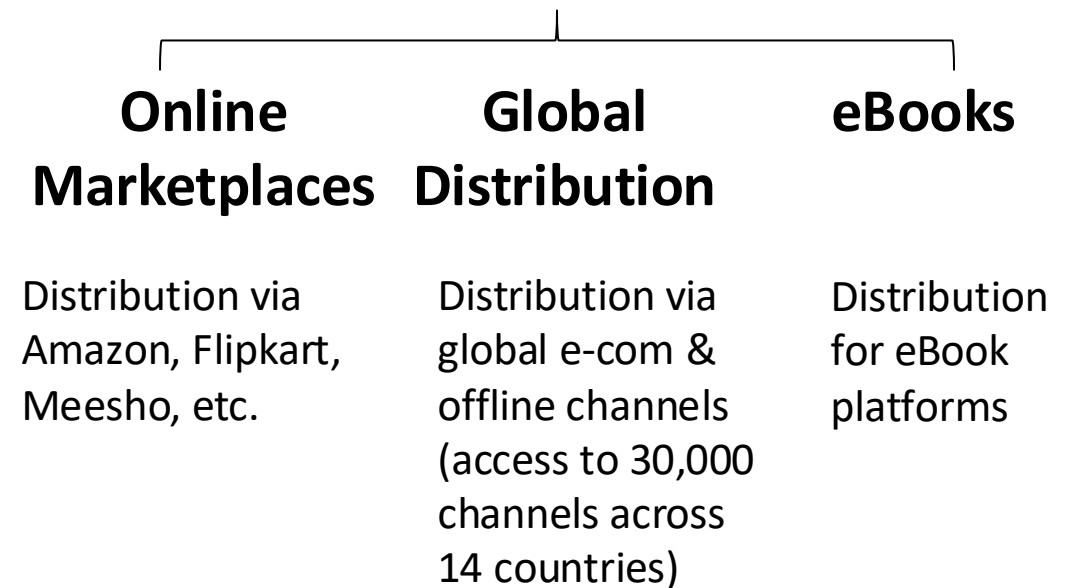 Online
Marketplaces
Distribution via
Amazon, Flipkart,
Meesho, etc.
Global
Distribution
Distribution via
global e-com &
offline channels
(access to 30,000
channels across
14 countries)
eBooks
Distribution
for eBook
platforms